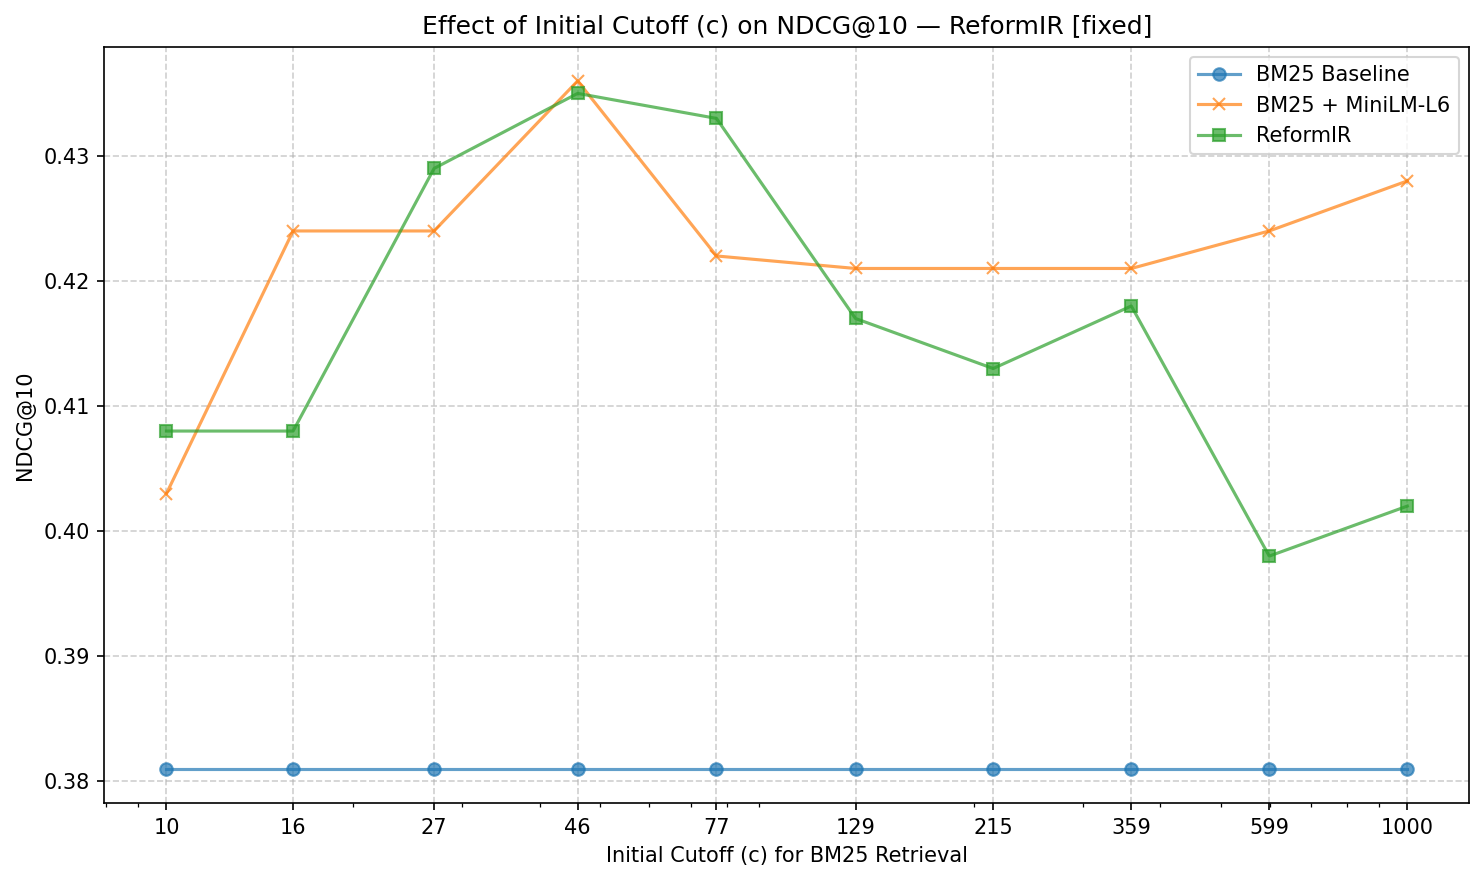 Effect of Initial Cutoff (c) on NDCG@10 — ReformIR [fixed]
BM25 Baseline
BM25 + MiniLM-L6
ReformIR
NDCG@10
0.43
0.42
0.41
0.40
0.39
0.38
10 16 27 46 77 129 215 359 599 1000
Initial Cutoff (c) for BM25 Retrieval